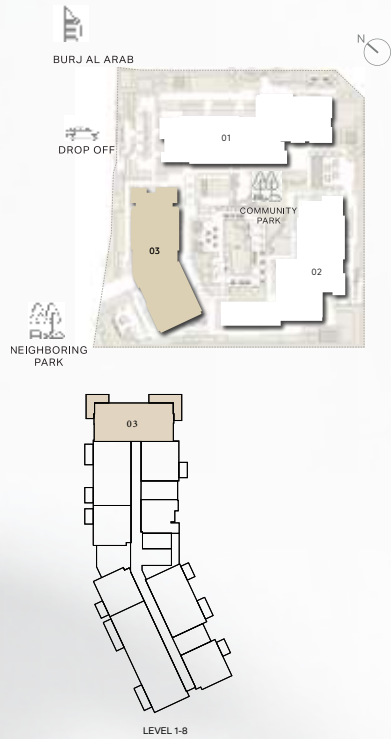 BURJ AL ARAB
N
DROP OFF
01
COMMUNITY
PARK
03
02
NEIGHBORING
PARK
03
LEVEL 1-8